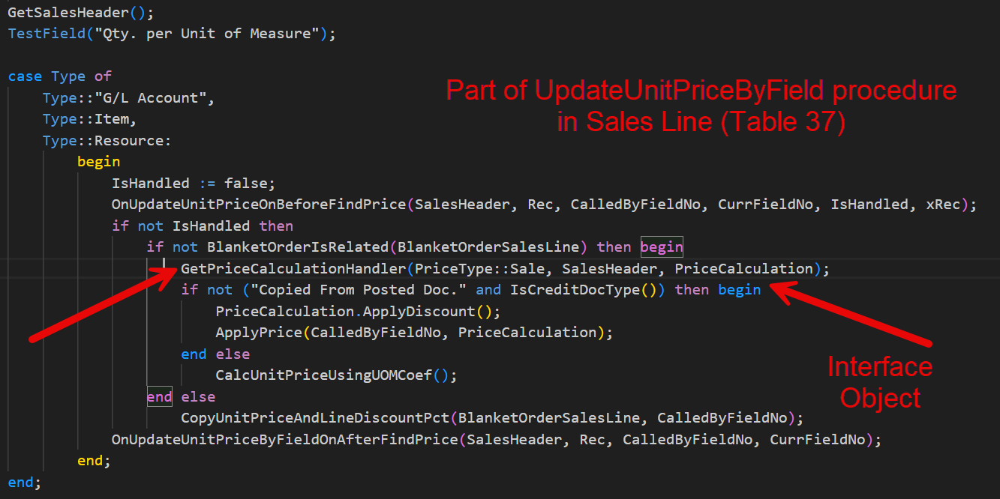 GetSalesHeader();
TestField("Qty. per Unit of Measure");
case Type of
Type::"G/L Account",
Type::Item,
Type::Resource:
begin
IsHandled := false;
OnUpdateUnitPriceOnBeforeFindPrice(SalesHeader, Rec, CalledByFieldNo, CurrFieldNo, IsHandled, xRec);
if not IsHandled then
if not BlanketOrderIsRelated(BlanketOrderSalesLine) then begin
GetPriceCalculationHandler(PriceType::Sale, SalesHeader, PriceCalculation);
if not ("Copied From Posted Doc." and IsCreditDocType()) then begin
PriceCalculation.ApplyDiscount();
ApplyPrice(CalledByFieldNo, PriceCalculation);
end else
CalcUnitPriceUsingUOMCoef();
end else
CopyUnitPriceAndLineDiscountPct(BlanketOrderSalesLine, CalledByFieldNo);
OnUpdateUnitPriceByFieldOnAfterFindPrice(SalesHeader, Rec, CalledByFieldNo, CurrFieldNo);
end;
end;
Part of UpdateUnitPriceByField procedure
in Sales Line (Table 37)
Interface
Object